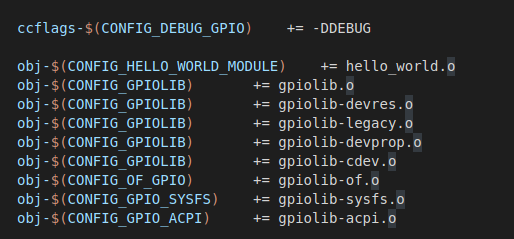 ccflags-$(CONFIG_DEBUG_GPIO) += -DDEBUG
obj-$(CONFIG_HELLO_WORLD_MODULE) += hello_world.o
obj-$(CONFIG_GPIOLIB) += gpiolib.o
obj-$(CONFIG_GPIOLIB) += gpiolib-devres.o
obj-$(CONFIG_GPIOLIB) += gpiolib-legacy.o
obj-$(CONFIG_GPIOLIB) += gpiolib-devprop.o
obj-$(CONFIG_GPIOLIB) += gpiolib-cdev.o
obj-$(CONFIG_OF_GPIO) += gpiolib-of.o
obj-$(CONFIG_GPIO_SYSFS) += gpiolib-sysfs.o
obj-$(CONFIG_GPIO_ACPI) += gpiolib-acpi.o